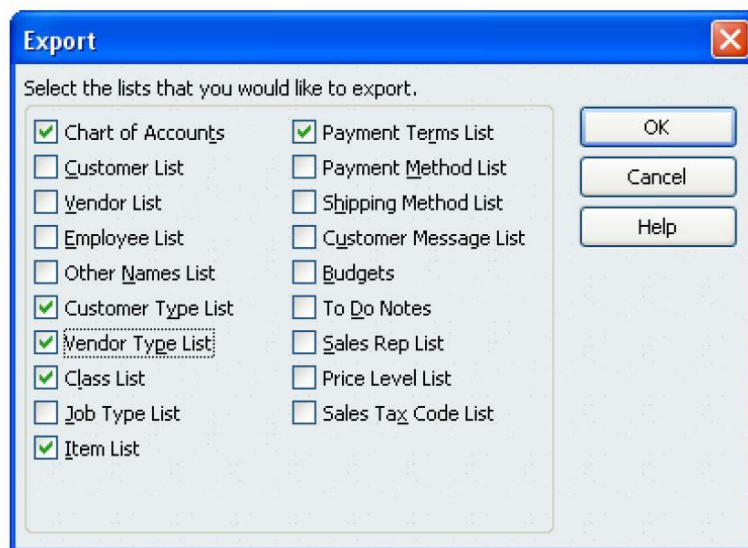 Export
Select the lists that you would like to export.
Chart of Accounts
Customer List
Vendor List
Employee List
Other Names List
Customer Type List
Vendor Type List
Class List
Job Type List
Item List
Payment Terms List
Payment Method List
Shipping Method List
Customer Message List
Budgets
To Do Notes
Sales Rep List
Price Level List
Sales Tax Code List
OK
Cancel
Help